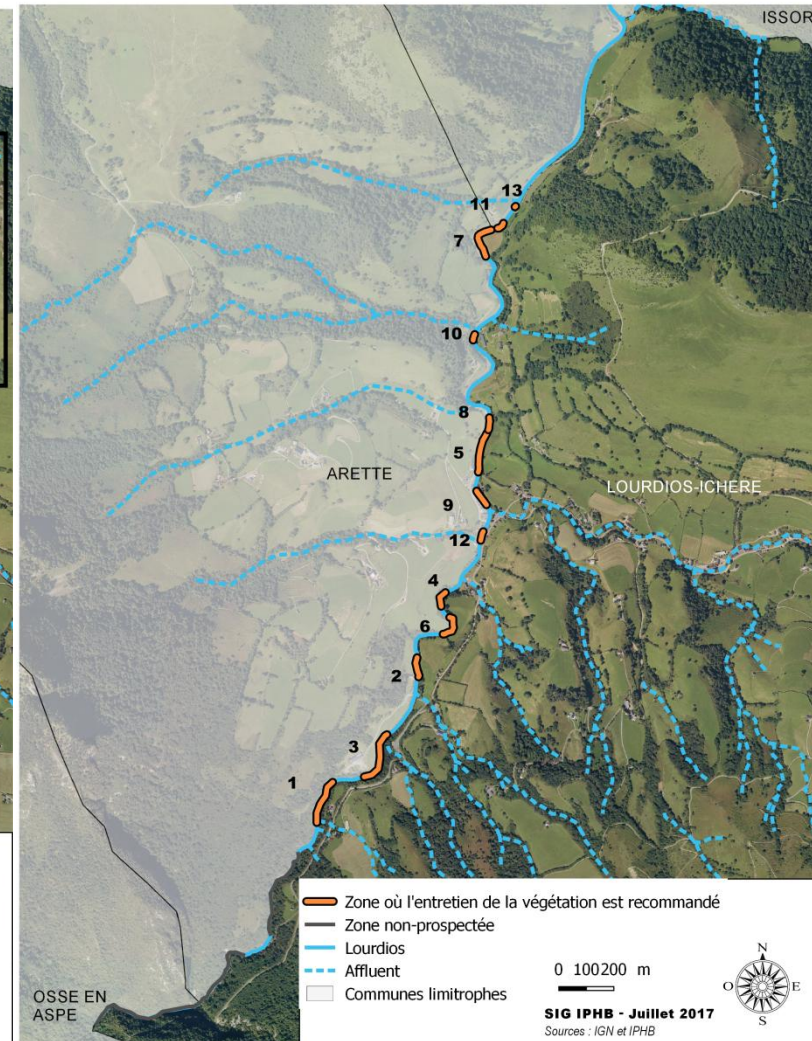 ISSOR
13
11
7
10
8
5
ARETTE
LOURDIOS-ICHERE
9
12
4
6
2
3
1
Zone où l'entretien de la végétation est recommandé
Zone non-prospectée
Lourdios
Affluent
Communes limitrophes
0 100200 m
N
O E
S
SIG IPHB - Juillet 2017
Sources : IGN et IPHB
OSSE EN
ASPE